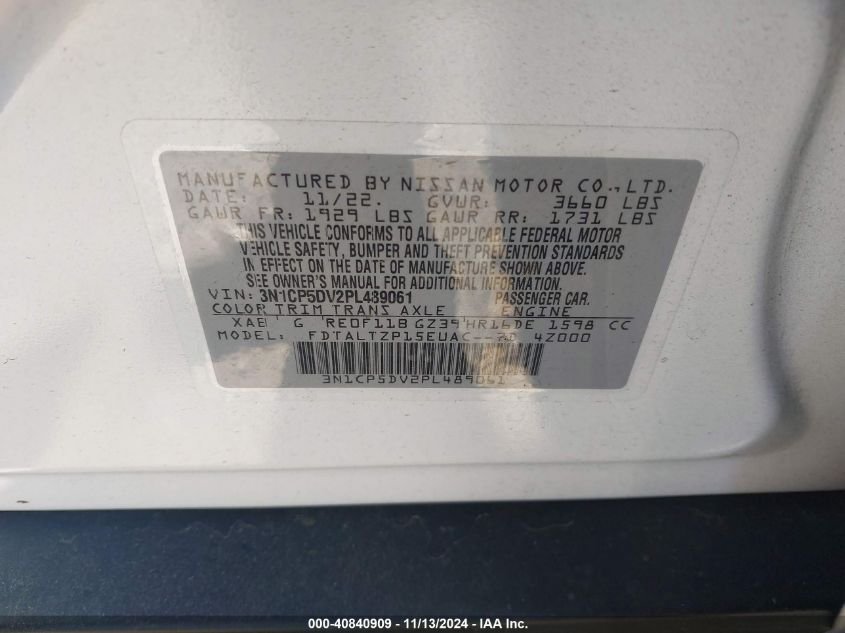 MANUFACTURED BY NISSAN MOTOR CO., LTD.
DATE: 11/22. GVWR: 3660 LBS
GAWR FR: 1929 LBS GAWR RR: 1731 LBS
THIS VEHICLE CONFORMS TO ALL APPLICABLE FEDERAL MOTOR
VEHICLE SAFETY, BUMPER AND THEFT PREVENTION STANDARDS
IN EFFECT ON THE DATE OF MANUFACTURE SHOWN ABOVE.
SEE OWNER'S MANUAL FOR ADDITIONAL INFORMATION.
VIN: 3N1CP5DV2PL489061 PASSENGER CAR.
COLOR TRIM TRANS AXLE ENGINE
XAB G RE0F11B GZ39 HR16DE 1598 CC
MODEL: 4Z000
3N1CP5DV2PL489061
000-40840909 - 11/13/2024 - IAA Inc.